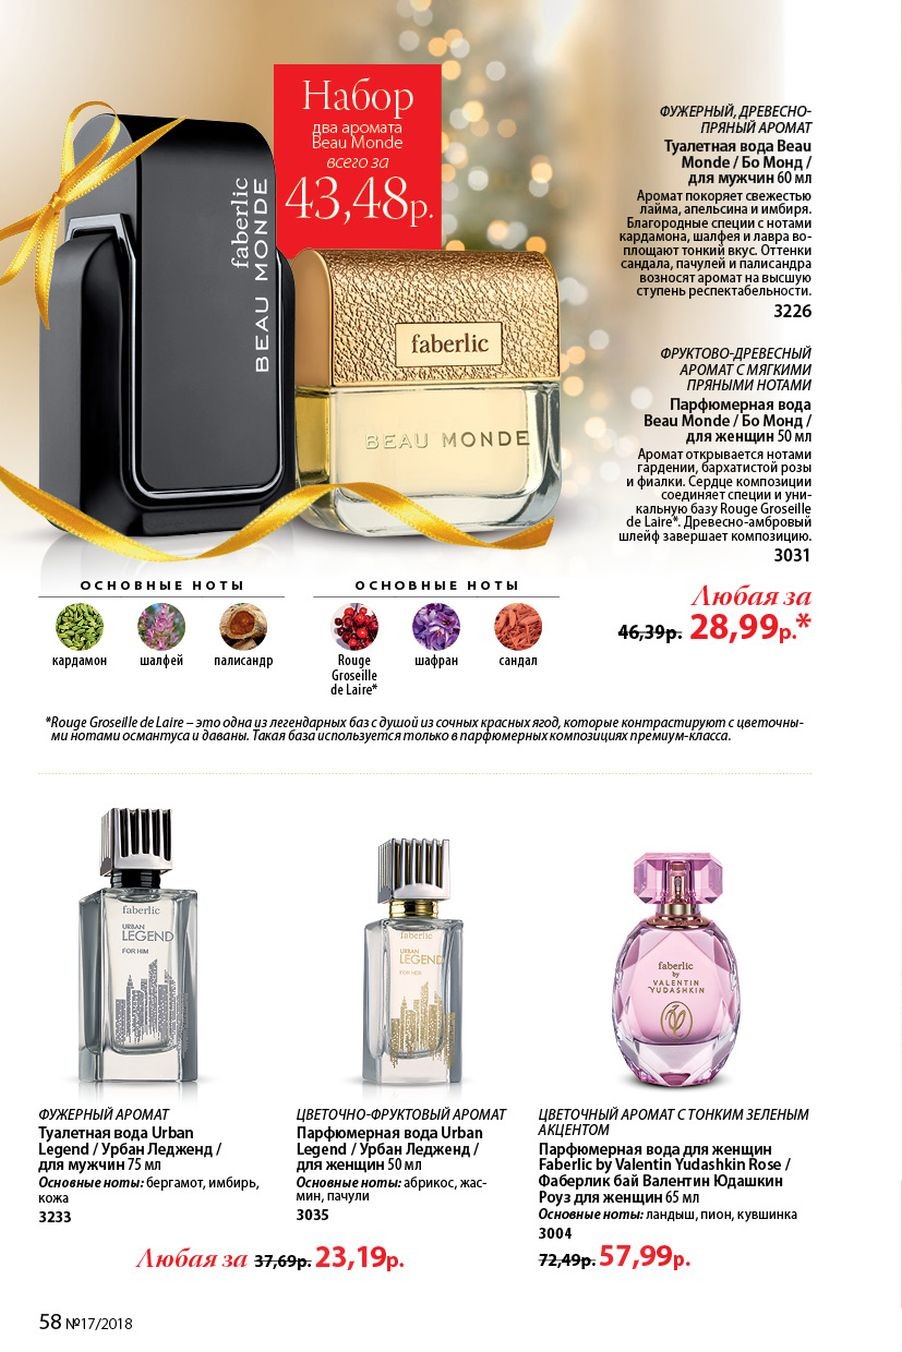 Набор
два аромата
Beau Monde
всего за
43,48р.
faberlic
BEAU MONDE
faberlic
BEAU MONDE
ФУЖЕРНЫЙ, ДРЕВЕСНО-
ПРЯНЫЙ АРОМАТ
Туалетная вода Beau
Monde / Бо Монд /
для мужчин 60 мл
Аромат покоряет свежестью
лайма, апельсина и имбиря.
Благородные специи с нотами
кардамона, шалфея и лавра во-
площают тонкий вкус. Оттенки
сандала, пачулей и палисандра
возносят аромат на высшую
ступень респектабельности.
3226
ФРУКТОВО-ДРЕВЕСНЫЙ
АРОМАТ С МЯГКИМИ
ПРЯНЫМИ НОТАМИ
Парфюмерная вода
Beau Monde / Бо Монд /
для женщин 50 мл
Аромат открывается нотами
гардении, бархатистой розы
и фиалки. Сердце композиции
соединяет специи и уни-
кальную базу Rouge Groseille
de Laire*. Древесно-амбровый
шлейф завершает композицию.
3031
Любая за
46,39р. 28,99р.*
ОСНОВНЫЕ НОТЫ
кардамон шалфей палисандр
ОСНОВНЫЕ НОТЫ
Rouge
Groseille
de Laire*
шафран сандал
*Rouge Groseille de Laire – это одна из легендарных баз с душой из сочных красных ягод, которые контрастируют с цветочны-
ми нотами османтуса и даваны. Такая база используется только в парфюмерных композициях премиум-класса.
faberlic
URBAN
LEGEND
FOR HIM
faberlic
URBAN
LEGEND
FOR HER
faberlic
by
VALENTIN
YUDASHKIN
ФУЖЕРНЫЙ АРОМАТ
Туалетная вода Urban
Legend / Урбан Ледженд /
для мужчин 75 мл
Основные ноты: бергамот, имбирь,
кожа
3233
ЦВЕТОЧНО-ФРУКТОВЫЙ АРОМАТ
Парфюмерная вода Urban
Legend / Урбан Ледженд /
для женщин 50 мл
Основные ноты: абрикос, жас-
мин, пачули
3035
Любая за 37,69р. 23,19р.
ЦВЕТОЧНЫЙ АРОМАТ С ТОНКИМ ЗЕЛЕНЫМ
АКЦЕНТОМ
Парфюмерная вода для женщин
Faberlic by Valentin Yudashkin Rose /
Фаберлик бай Валентин Юдашкин
Роуз для женщин 65 мл
Основные ноты: ландыш, пион, кувшинка
3004
72,49р. 57,99р.
58 №17/2018